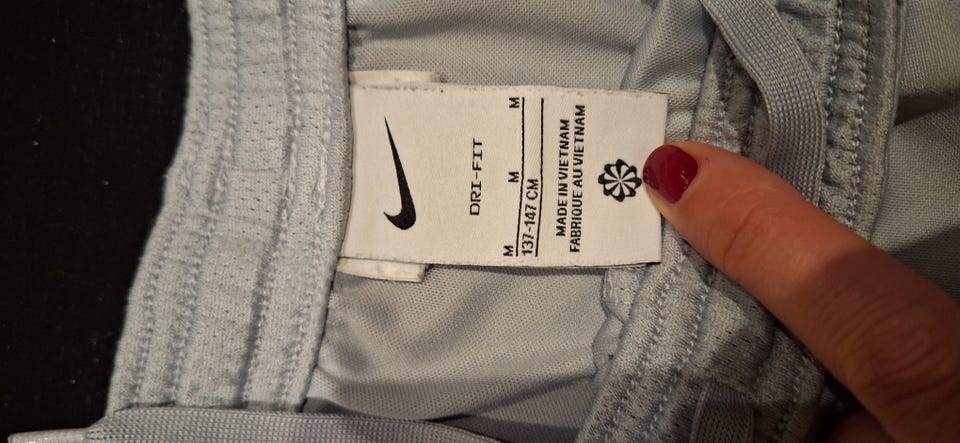 DRI-FIT
M M M
137-147 CM
MADE IN VIETNAM
FABRIQUE AU VIETNAM